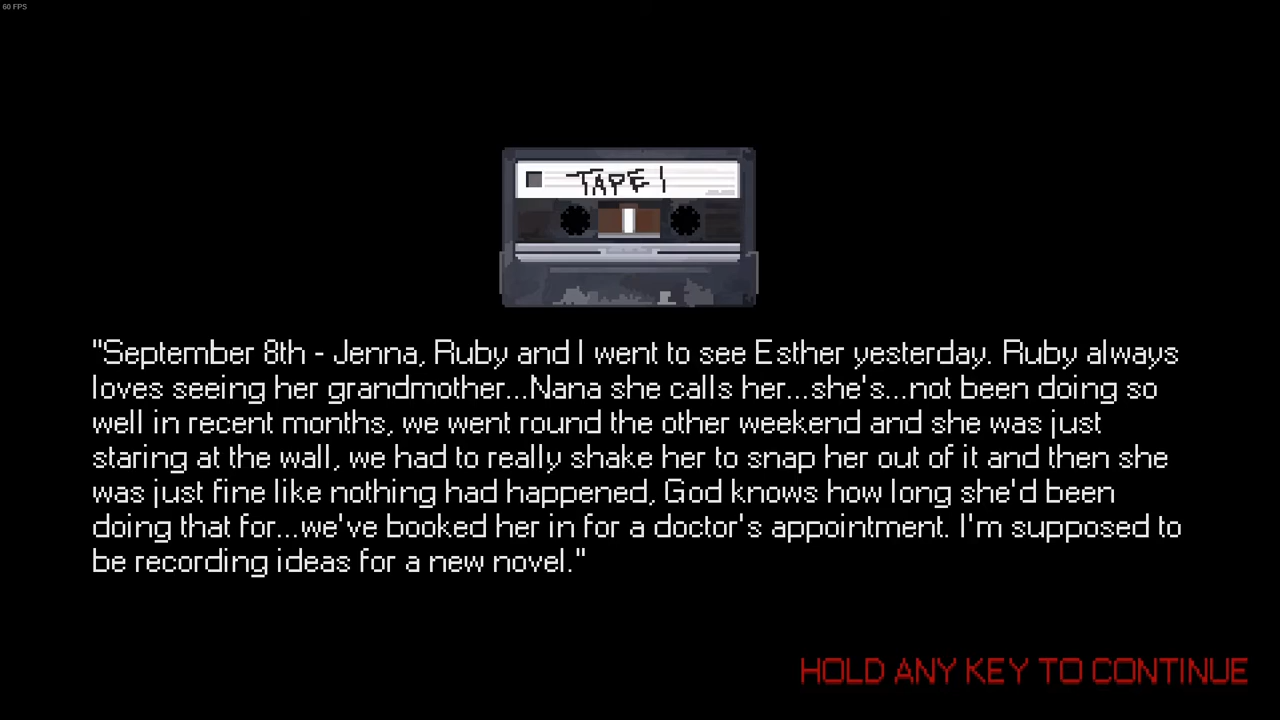 60 FPS
TAPE 1
"September 8th - Jenna, Ruby and I went to see Esther yesterday. Ruby always
loves seeing her grandmother...Nana she calls her...she's...not been doing so
well in recent months, we went round the other weekend and she was just
staring at the wall, we had to really shake her to snap her out of it and then she
was just fine like nothing had happened, God knows how long she'd been
doing that for...we've booked her in for a doctor's appointment. I'm supposed to
be recording ideas for a new novel."
HOLD ANY KEY TO CONTINUE